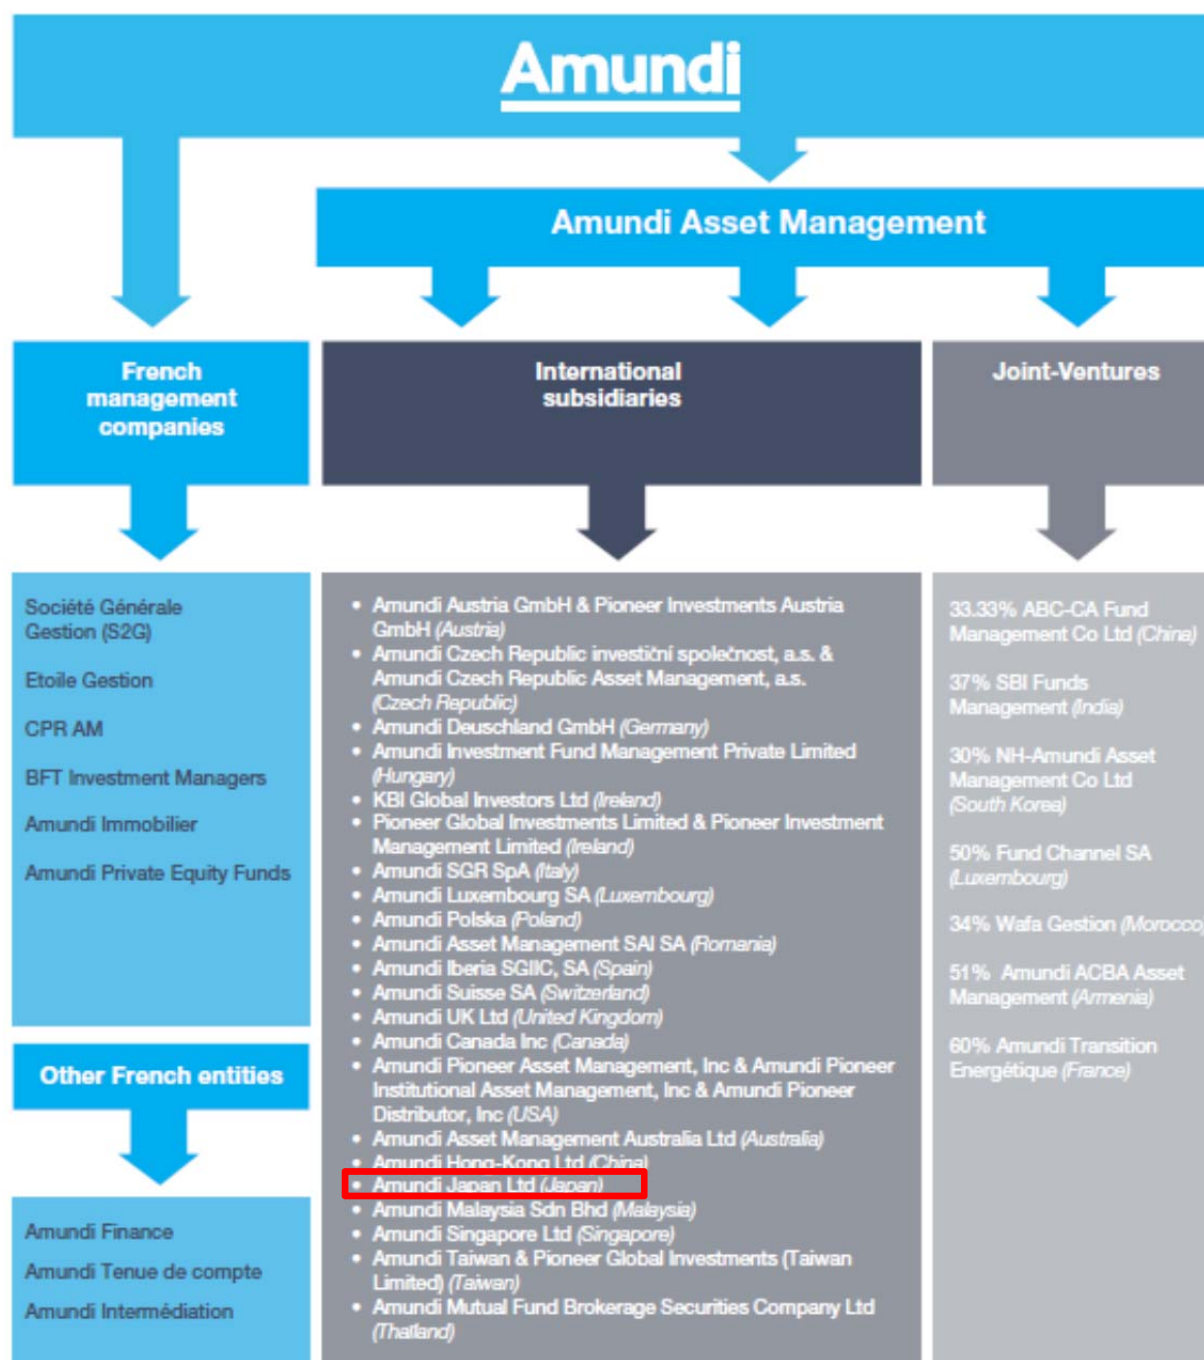 Amundi
Amundi Asset Management
French
management
companies
International
subsidiaries
Joint-Ventures
Société Générale
Gestion (S2G)
Etoile Gestion
CPR AM
BFT Investment Managers
Amundi Immobilier
Amundi Private Equity Funds
Other French entities
Amundi Finance
Amundi Tenue de compte
Amundi Intermédiation
• Amundi Austria GmbH & Pioneer Investments Austria
GmbH (Austria)
• Amundi Czech Republic investiční společnost, a.s. &
Amundi Czech Republic Asset Management, a.s.
(Czech Republic)
• Amundi Deuschland GmbH (Germany)
• Amundi Investment Fund Management Private Limited
(Hungary)
• KBI Global Investors Ltd (Ireland)
• Pioneer Global Investments Limited & Pioneer Investment
Management Limited (Ireland)
• Amundi SGR SpA (Italy)
• Amundi Luxembourg SA (Luxembourg)
• Amundi Polska (Poland)
• Amundi Asset Management SAI SA (Romania)
• Amundi Iberia SGIIC, SA (Spain)
• Amundi Suisse SA (Switzerland)
• Amundi UK Ltd (United Kingdom)
• Amundi Canada Inc (Canada)
• Amundi Pioneer Asset Management, Inc & Amundi Pioneer
Institutional Asset Management, Inc & Amundi Pioneer
Distributor, Inc (USA)
• Amundi Asset Management Australia Ltd (Australia)
• Amundi Hong-Kong Ltd (China)
• Amundi Japan Ltd (Japan)
• Amundi Malaysia Sdn Bhd (Malaysia)
• Amundi Singapore Ltd (Singapore)
• Amundi Taiwan & Pioneer Global Investments (Taiwan
Limited) (Taiwan)
• Amundi Mutual Fund Brokerage Securities Company Ltd
(Thaïland)
33.33% ABC-CA Fund
Management Co Ltd (China)
37% SBI Funds
Management (India)
30% NH-Amundi Asset
Management Co Ltd
(South Korea)
50% Fund Channel SA
(Luxembourg)
34% Wafa Gestion (Morocco)
51% Amundi ACBA Asset
Management (Armenia)
60% Amundi Transition
Energétique (France)